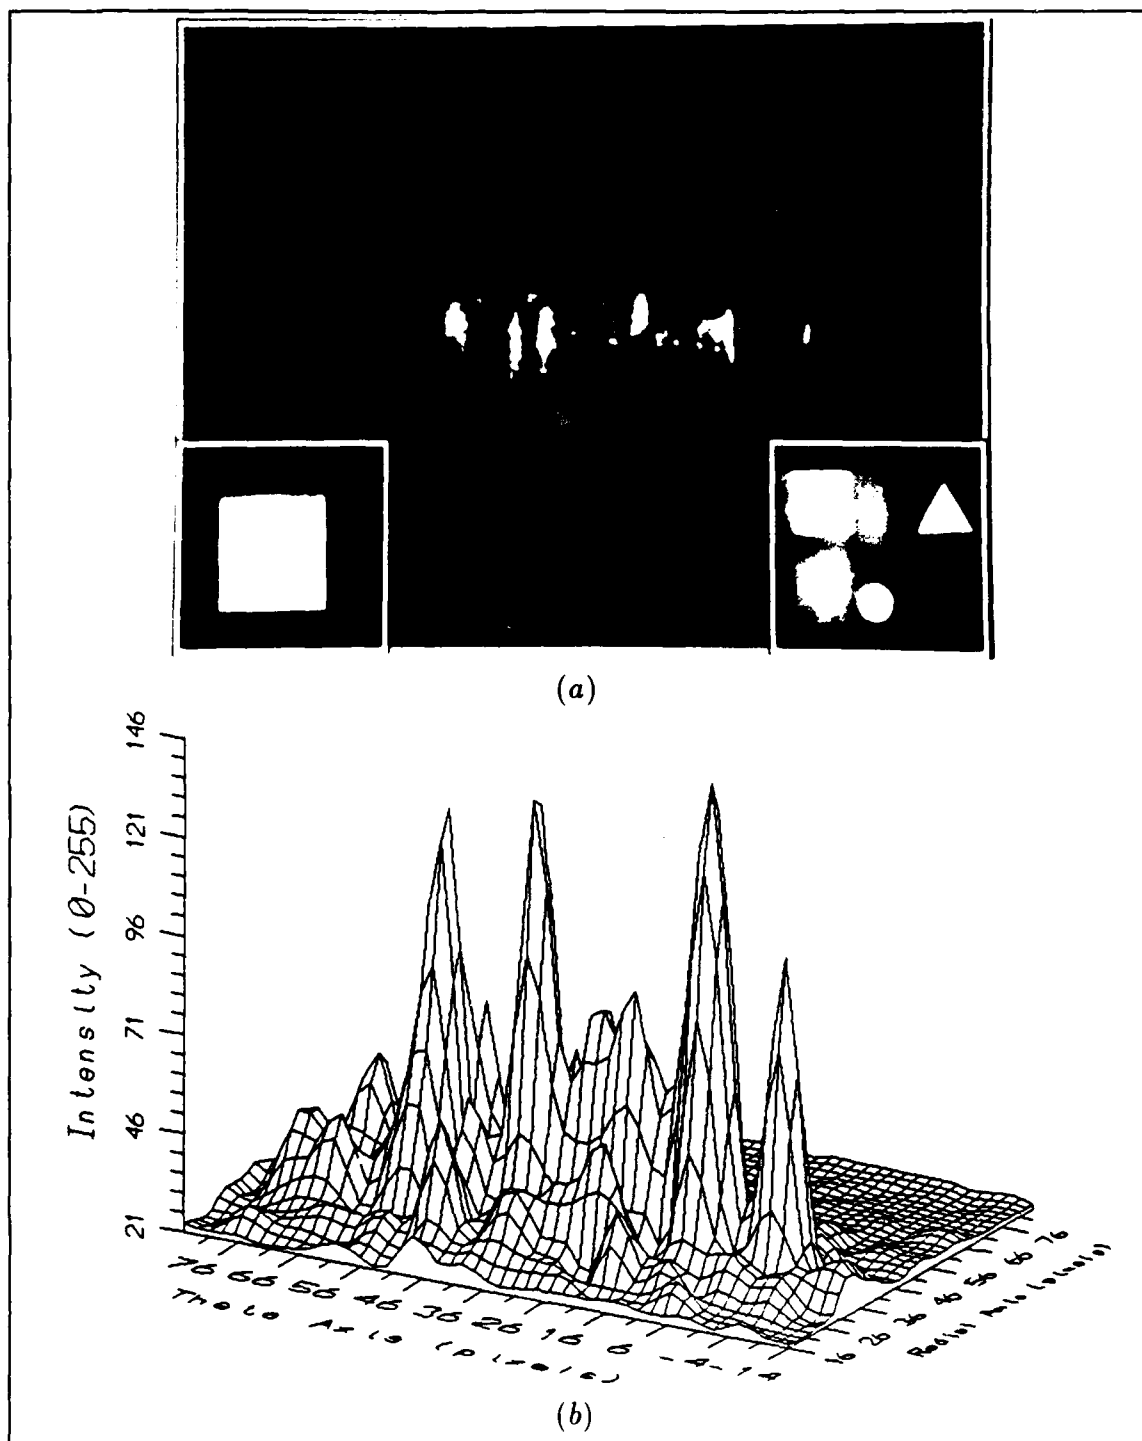 (a)
Intensity (0-255)
146
121
96
71
46
21
76 66 56 46 36 26 16 6 -4 -14
Theta Axis (pixels)
16 26 36 46 56 66 76
Radial Axis (pixels)
(b)